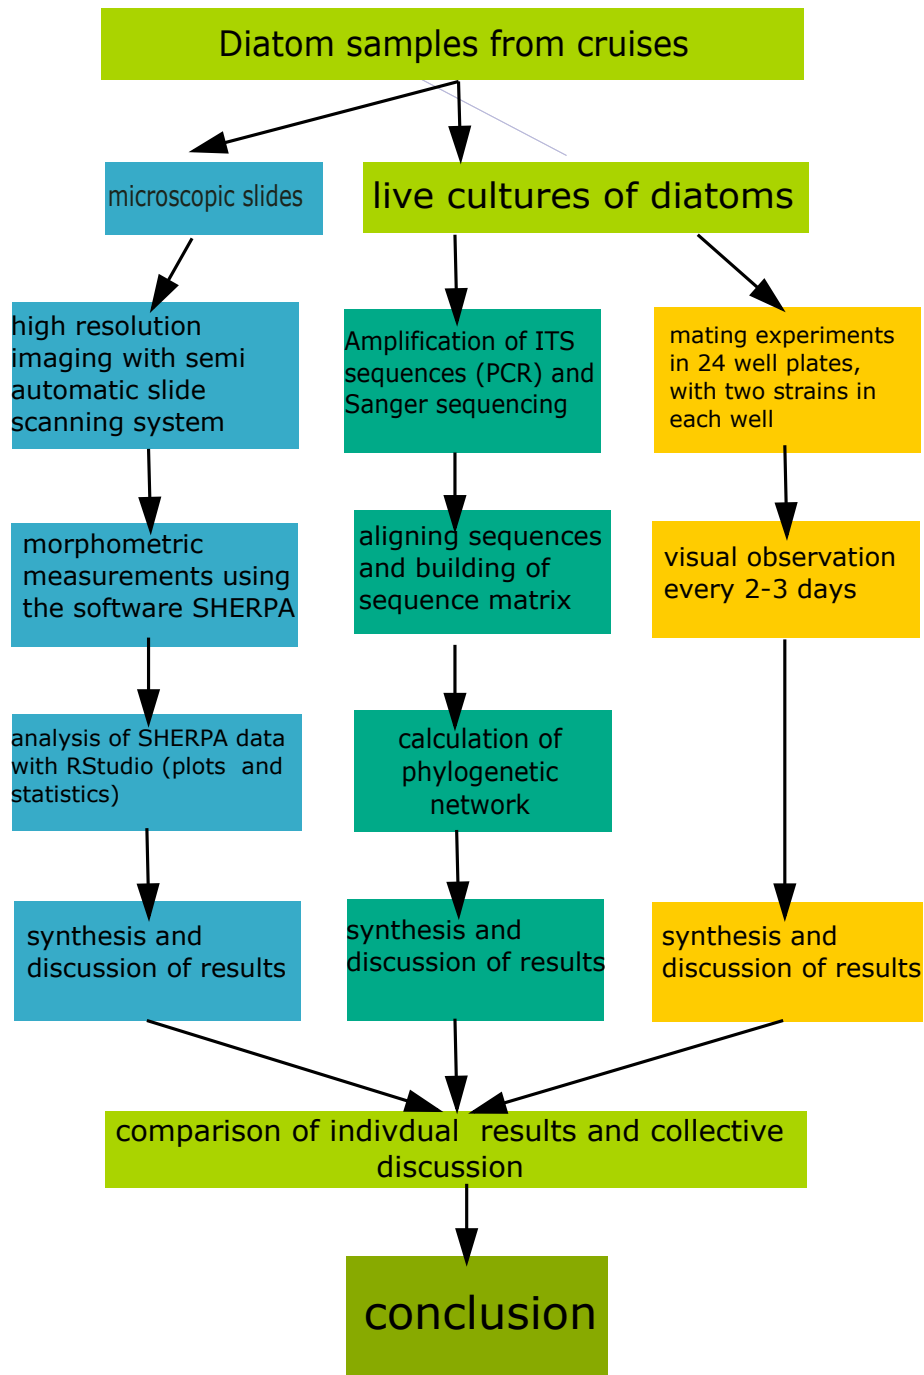 Diatom samples from cruises
microscopic slides
live cultures of diatoms
high resolution
imaging with semi
automatic slide
scanning system
Amplification of ITS
sequences (PCR) and
Sanger sequencing
mating experiments
in 24 well plates,
with two strains in
each well
morphometric
measurements using
the software SHERPA
aligning sequences
and building of
sequence matrix
visual observation
every 2-3 days
analysis of SHERPA data
with RStudio (plots  and
statistics)
calculation of
phylogenetic
network
synthesis and
discussion of results
synthesis and
discussion of results
synthesis and
discussion of results
comparison of indivdual  results and collective
discussion
conclusion